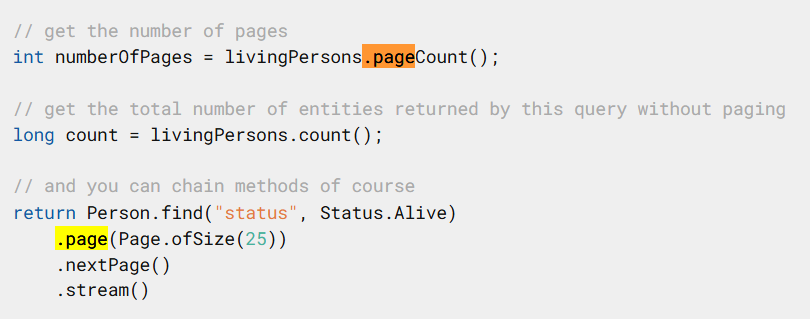 // get the number of pages
int numberOfPages = livingPersons.pageCount();
// get the total number of entities returned by this query without paging
long count = livingPersons.count();
// and you can chain methods of course
return Person.find("status", Status.Alive)
.page(Page.ofSize(25))
.nextPage()
.stream()